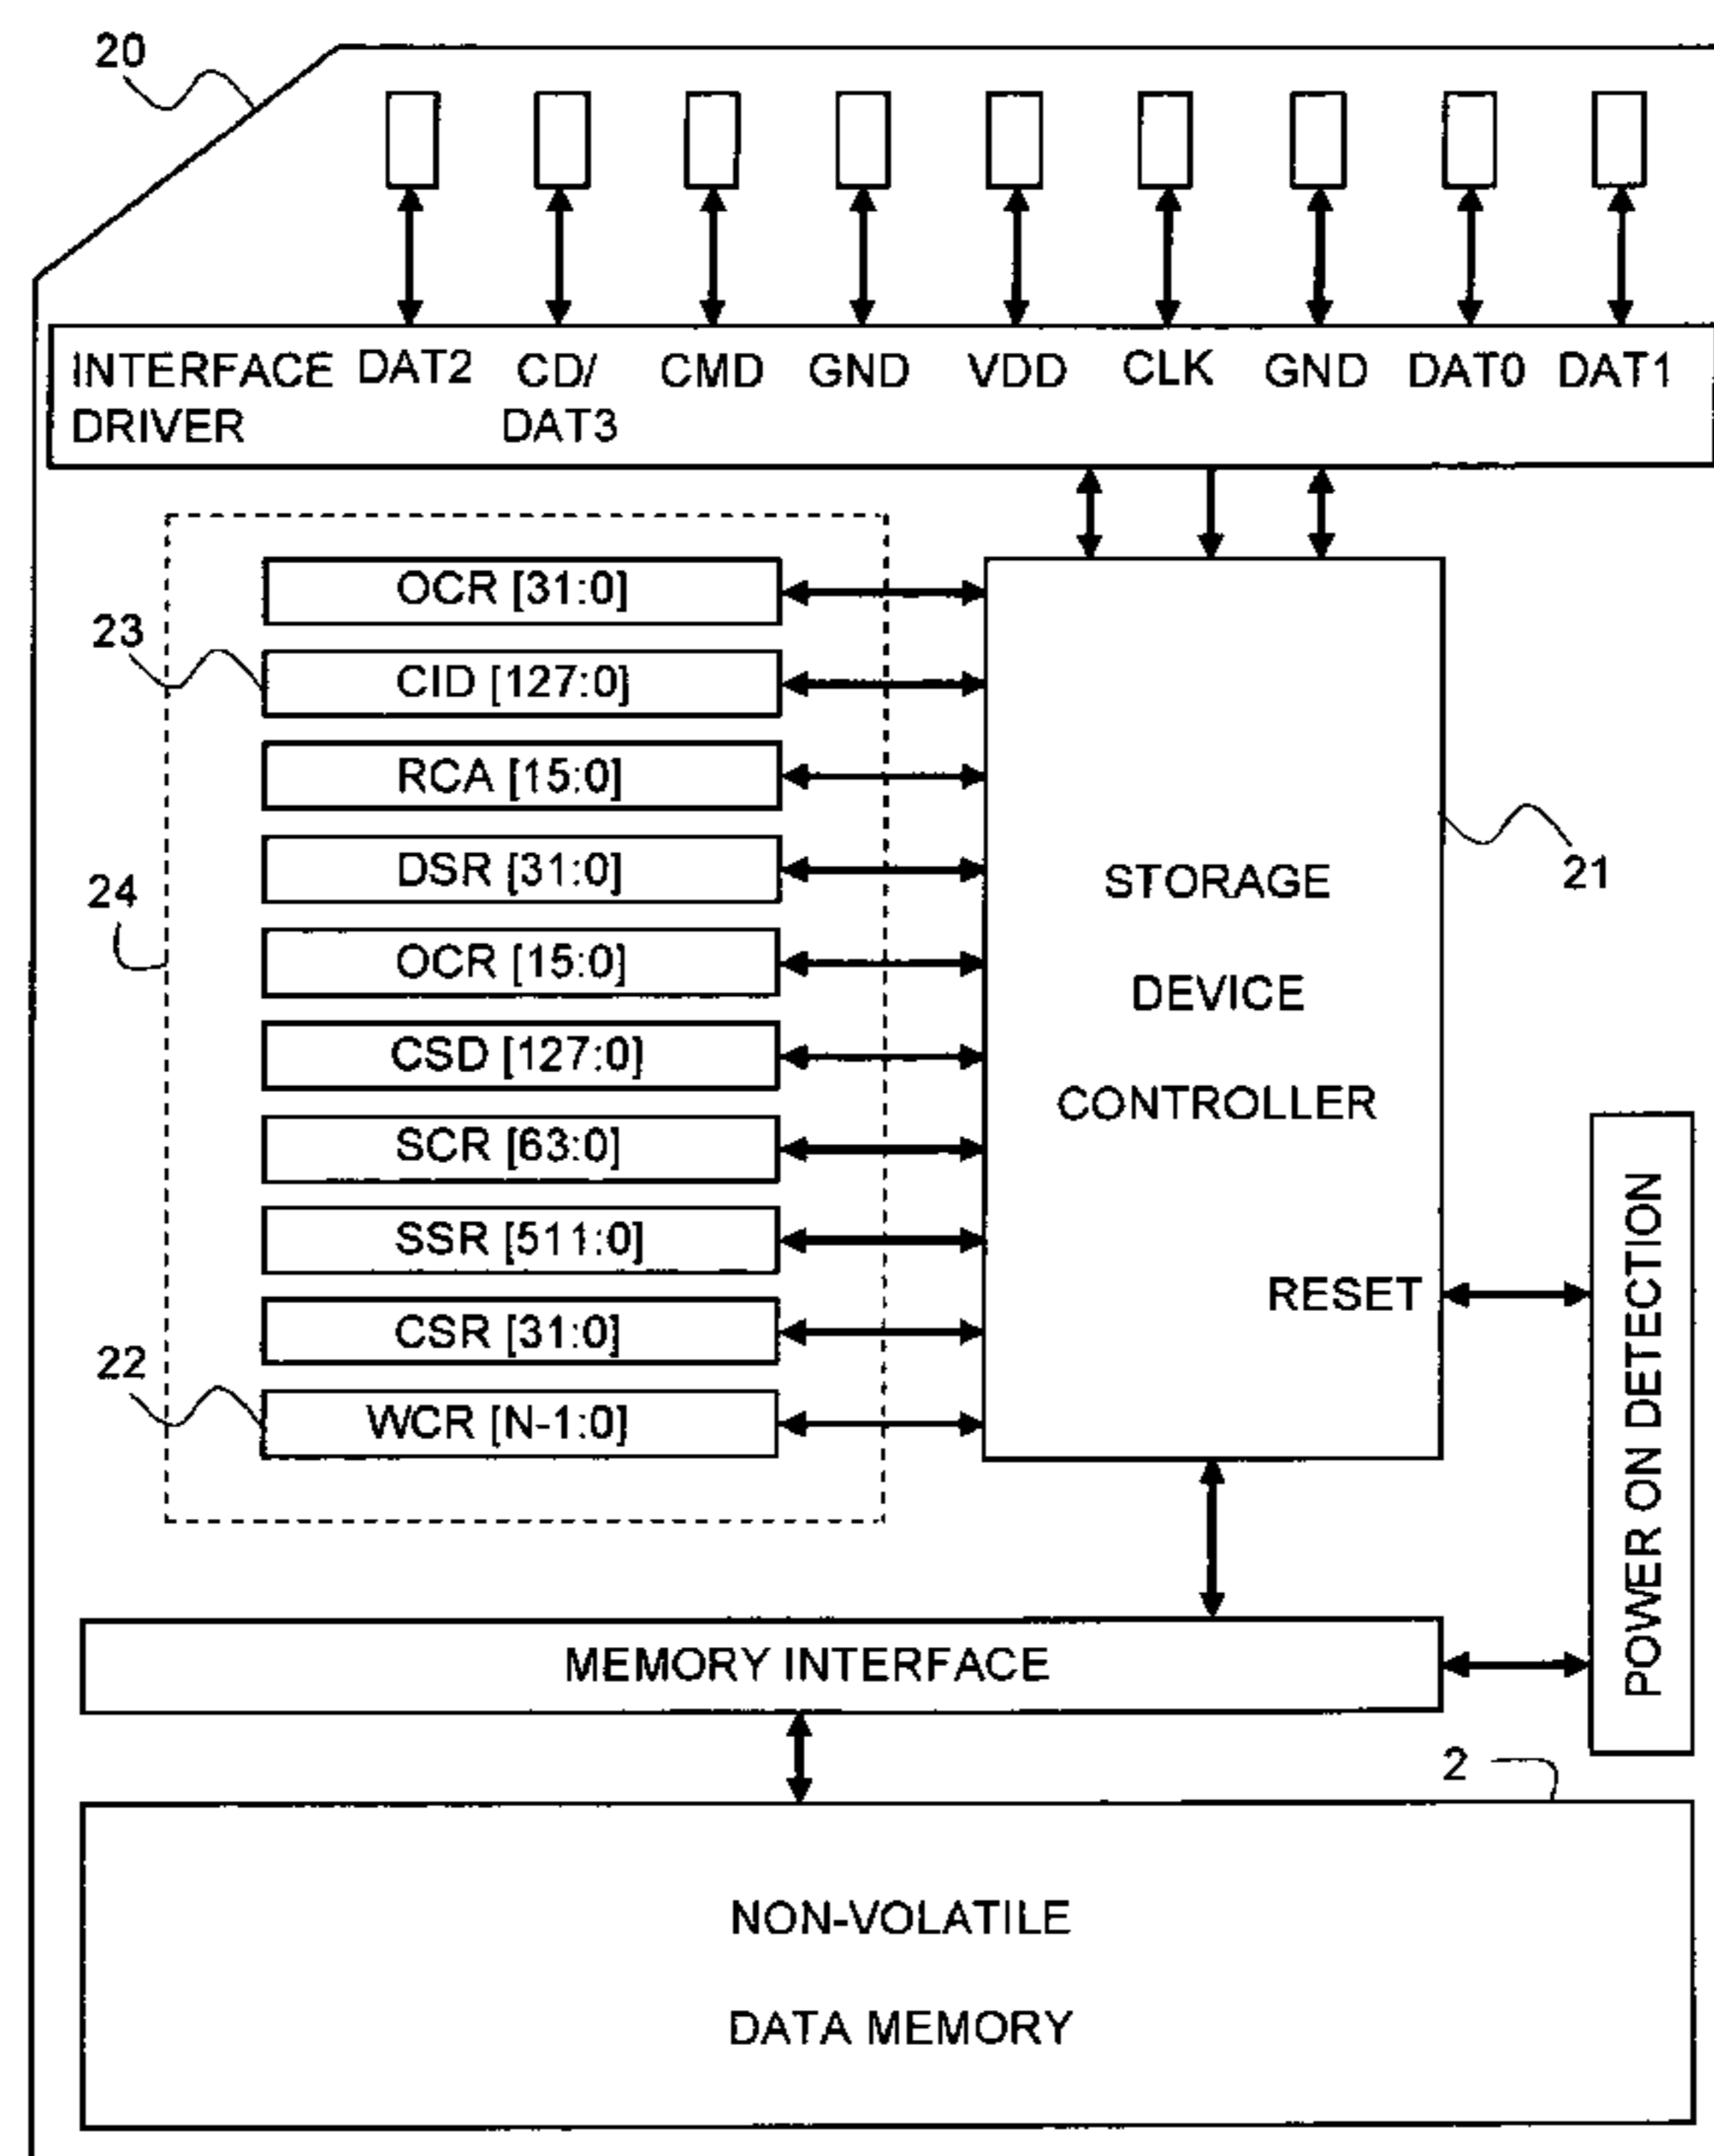 20
INTERFACE DRIVER
DAT2
CD/
DAT3
CMD
GND
VDD
CLK
GND
DAT0
DAT1
OCR [31:0]
23
CID [127:0]
RCA [15:0]
DSR [31:0]
24
OCR [15:0]
CSD [127:0]
SCR [63:0]
SSR [511:0]
CSR [31:0]
22
WCR [N-1:0]
STORAGE
DEVICE
CONTROLLER
21
RESET
POWER ON DETECTION
MEMORY INTERFACE
2
NON-VOLATILE
DATA MEMORY